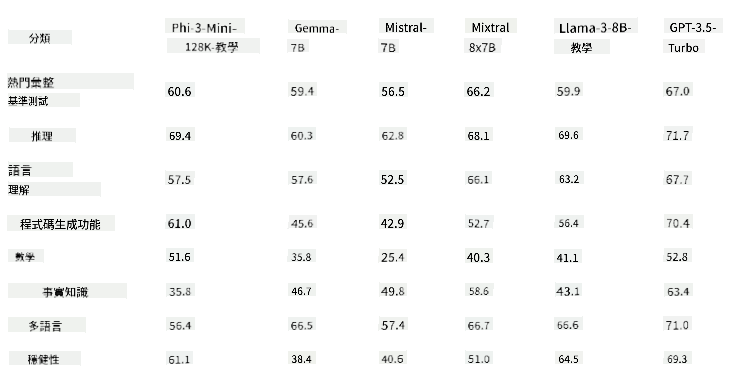 分類 Phi-3-Mini-128K-教學 Gemma-7B Mistral-7B Mixtral 8x7B Llama-3-8B-教學 GPT-3.5-Turbo
熱門彙整基準測試 60.6 59.4 56.5 66.2 59.9 67.0
推理 69.4 60.3 62.8 68.1 69.6 71.7
語言理解 57.5 57.6 52.5 66.1 63.2 67.7
程式碼生成功能 61.0 45.6 42.9 52.7 56.4 70.4
數學 51.6 35.8 25.4 40.3 41.1 52.8
事實知識 35.8 46.7 49.8 58.6 43.1 63.4
多語言 56.4 66.5 57.4 66.7 66.6 71.0
穩健性 61.1 38.4 40.6 51.0 64.5 69.3